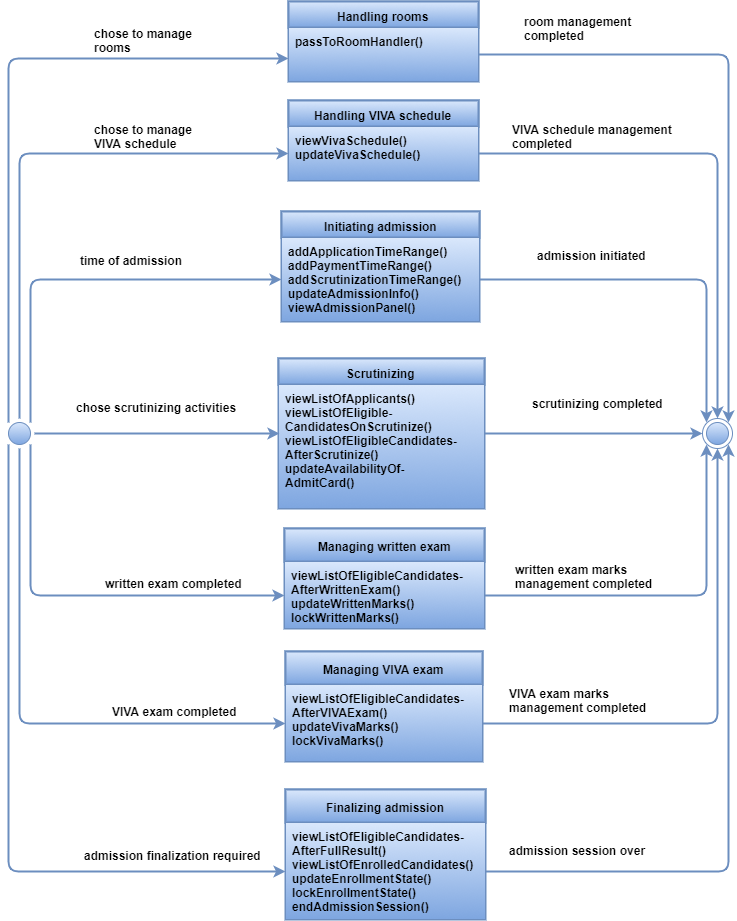 Handling rooms
chose to manage
rooms
passToRoomHandler()
room management
completed
Handling VIVA schedule
chose to manage
VIVA schedule
viewVivaSchedule()
updateVivaSchedule()
VIVA schedule management
completed
Initiating admission
time of admission
addApplicationTimeRange()
addPaymentTimeRange()
addScrutinizationTimeRange()
updateAdmissionInfo()
viewAdmissionPanel()
admission initiated
Scrutinizing
chose scrutinizing activities
viewListOfApplicants()
viewListOfEligible-
CandidatesOnScrutinize()
viewListOfEligibleCandidates-
AfterScrutinize()
updateAvailabilityOf-
AdmitCard()
scrutinizing completed
Managing written exam
written exam completed
viewListOfEligibleCandidates-
AfterWrittenExam()
updateWrittenMarks()
lockWrittenMarks()
written exam marks
management completed
Managing VIVA exam
VIVA exam completed
viewListOfEligibleCandidates-
AfterVIVAExam()
updateVivaMarks()
lockVivaMarks()
VIVA exam marks
management completed
Finalizing admission
admission finalization required
viewListOfEligibleCandidates-
AfterFullResult()
viewListOfEnrolledCandidates()
updateEnrollmentState()
lockEnrollmentState()
endAdmissionSession()
admission session over